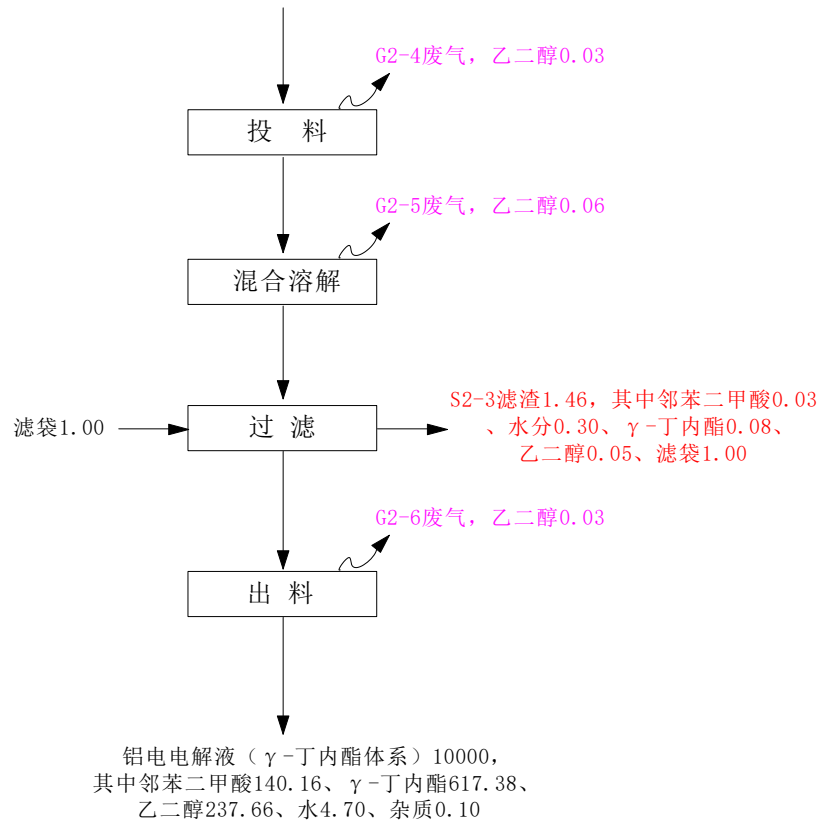 G2-4废气，乙二醇0.03
投 料
G2-5废气，乙二醇0.06
混合溶解
滤袋1.00
过 滤
S2-3滤渣1.46，其中邻苯二甲酸0.03
、水分0.30、γ-丁内酯0.08、
乙二醇0.05、滤袋1.00
G2-6废气，乙二醇0.03
出 料
铝电电解液（γ-丁内酯体系）10000，
其中邻苯二甲酸140.16、γ-丁内酯617.38、
乙二醇237.66、水4.70、杂质0.10